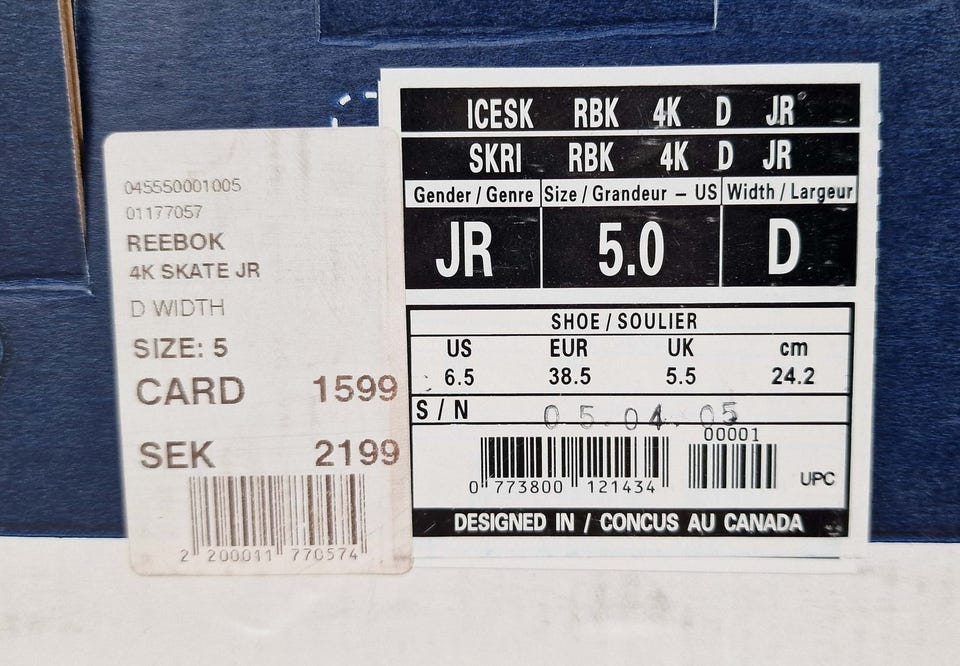 045550001005
01177057
REEBOK
4K SKATE JR
D WIDTH
SIZE: 5
CARD 1599
SEK 2199
2 200011 770574
ICESK RBK 4K D JR
SKRI RBK 4K D JR
Gender / Genre Size / Grandeur – US Width / Largeur
JR 5.0 D
SHOE / SOULIER
US EUR UK cm
6.5 38.5 5.5 24.2
S / N 05.04.05
00001
0 773800 121434
UPC
DESIGNED IN / CONCUS AU CANADA